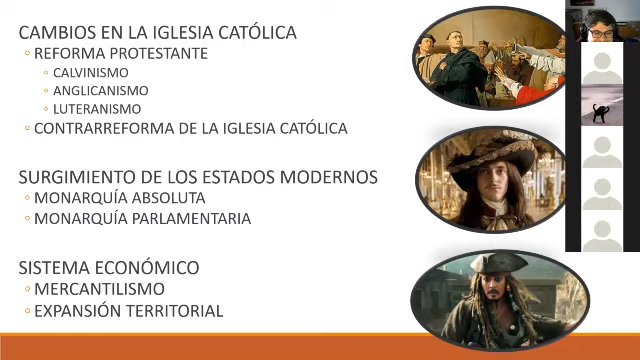 CAMBIOS EN LA IGLESIA CATÓLICA
REFORMA PROTESTANTE
CALVINISMO
ANGLICANISMO
LUTERANISMO
CONTRARREFORMA DE LA IGLESIA CATÓLICA
SURGIMIENTO DE LOS ESTADOS MODERNOS
MONARQUÍA ABSOLUTA
MONARQUÍA PARLAMENTARIA
SISTEMA ECONÓMICO
MERCANTILISMO
EXPANSIÓN TERRITORIAL